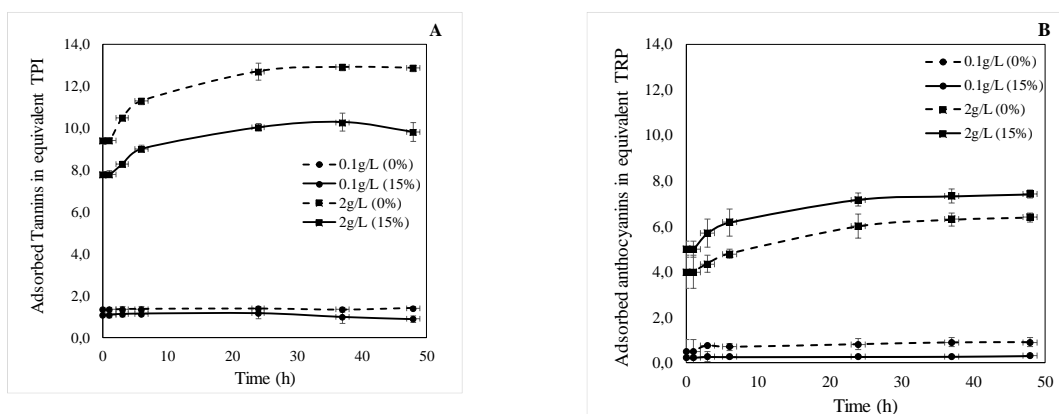 A
Adsorbed Tannins in equivalent TPI
14,0
12,0
10,0
8,0
6,0
4,0
2,0
0,0
0.1g/L (0%)
0.1g/L (15%)
2g/L (0%)
2g/L (15%)
0
10
20
30
40
50
Time (h)
B
Adsorbed anthocyanins in equivalent TRP
14,0
12,0
10,0
8,0
6,0
4,0
2,0
0,0
0.1g/L (0%)
0.1g/L (15%)
2g/L (0%)
2g/L (15%)
0
10
20
30
40
50
Time (h)